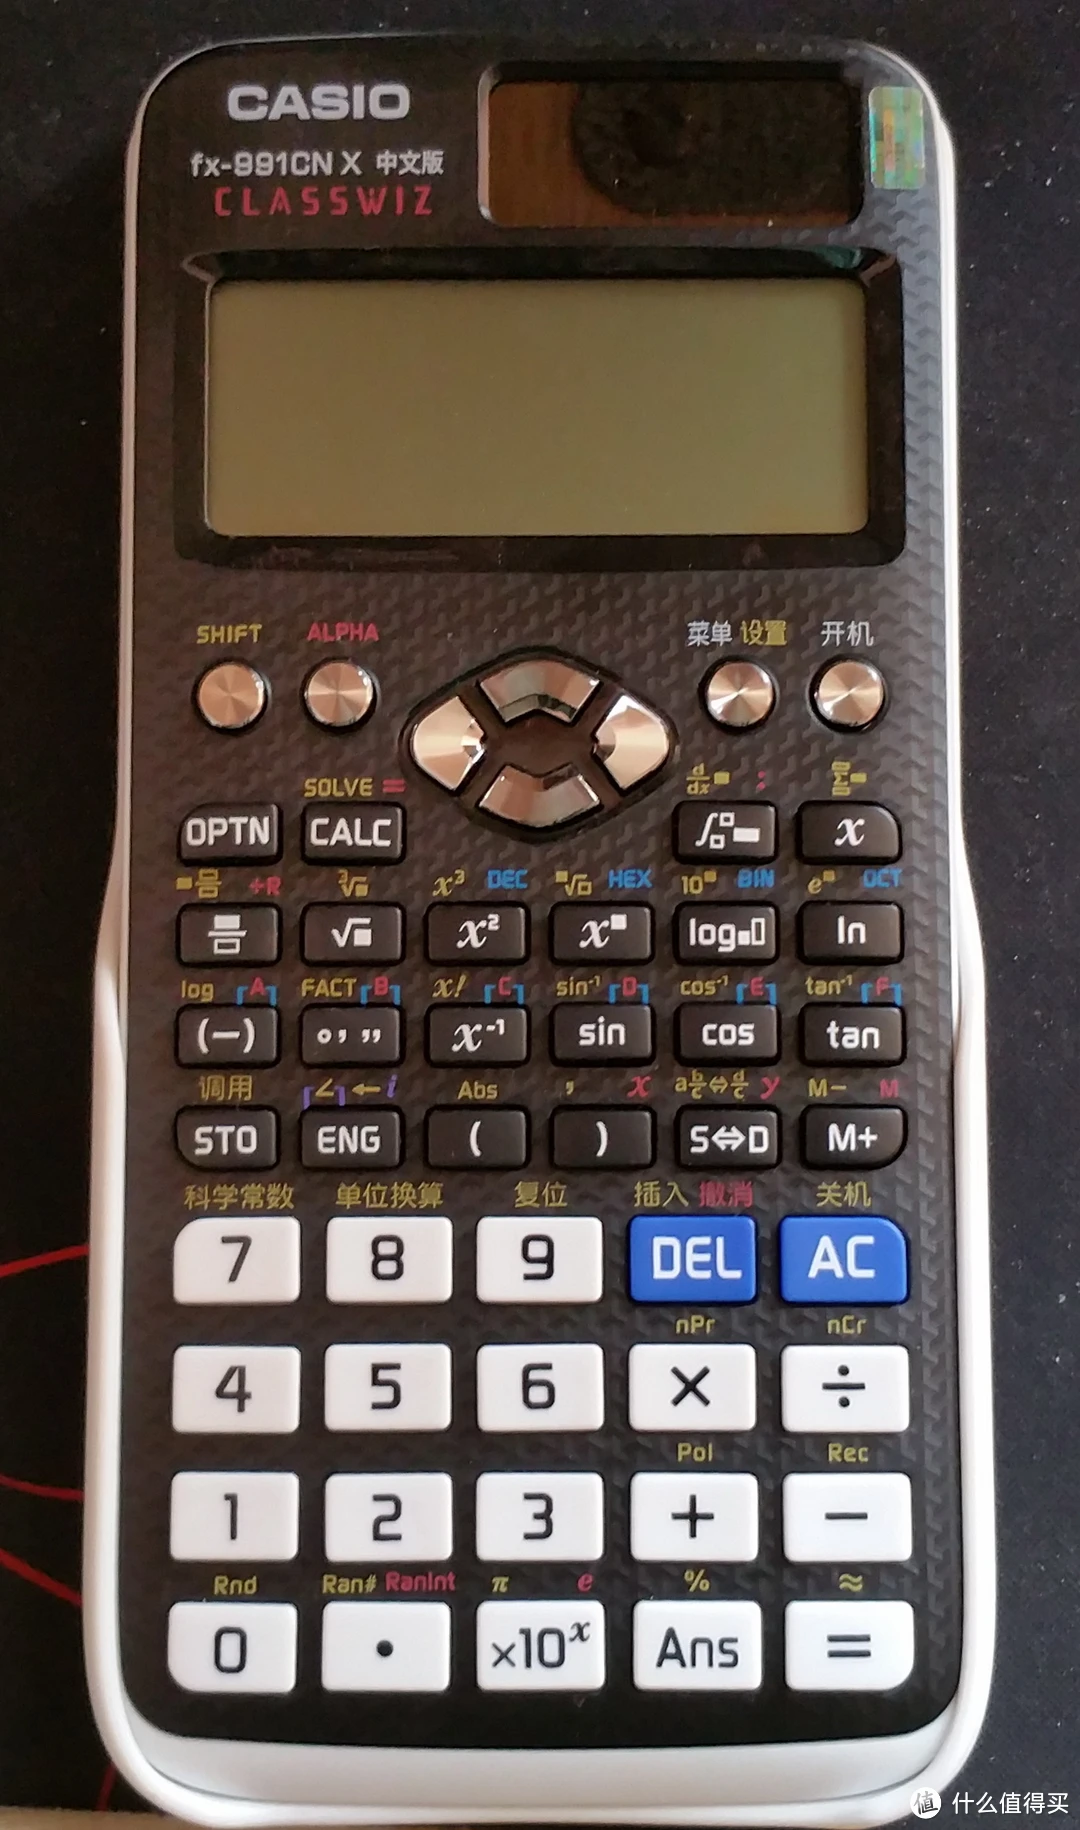 CASIO
fx-991CN X 中文版
CLASSWIZ
SHIFT ALPHA 菜单 设置 开机
SOLVE = d/dx■ ; Σ■
OPTN CALC ∫■ x
■ ÷R ³√■ x³ DEC ■√□ HEX 10■ BIN e■ OCT
√■ x² x■ log■□ ln
log A FACT B x! C sin⁻¹ D cos⁻¹ E tan⁻¹ F
(−) ° ’ ” x⁻¹ sin cos tan
调用 ∠ ← i Abs , x a b/c⇔d/c y M− M
STO ENG ( ) S⇔D M+
科学常数 单位换算 复位 插入 撤消 关机
7 8 9 DEL AC
nPr nCr
4 5 6 × ÷
Pol Rec
1 2 3 + −
Rnd Ran# RanInt π e % ≈
0 • ×10ˣ Ans =
值 什么值得买